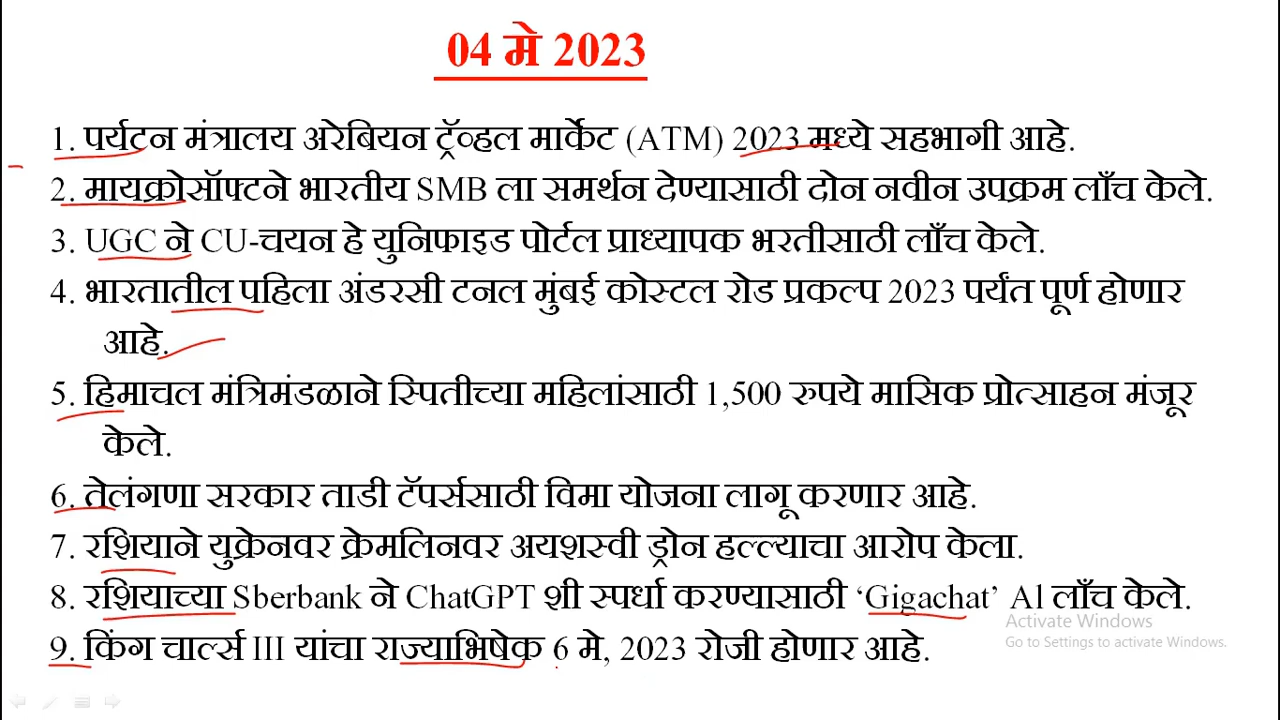 04 मे 2023
1. पर्यटन मंत्रालय अरेबियन ट्रॅव्हल मार्केट (ATM) 2023 मध्ये सहभागी आहे.
2. मायक्रोसॉफ्टने भारतीय SMB ला समर्थन देण्यासाठी दोन नवीन उपक्रम लाँच केले.
3. UGC ने CU-चयन हे युनिफाइड पोर्टल प्राध्यापक भरतीसाठी लाँच केले.
4. भारतातील पहिला अंडरसी टनल मुंबई कोस्टल रोड प्रकल्प 2023 पर्यंत पूर्ण होणार
आहे.
5. हिमाचल मंत्रिमंडळाने स्पितीच्या महिलांसाठी 1,500 रुपये मासिक प्रोत्साहन मंजूर
केले.
6. तेलंगणा सरकार ताडी टॅपर्ससाठी विमा योजना लागू करणार आहे.
7. रशियाने युक्रेनवर क्रेमलिनवर अयशस्वी ड्रोन हल्ल्याचा आरोप केला.
8. रशियाच्या Sberbank ने ChatGPT शी स्पर्धा करण्यासाठी ‘Gigachat’ Al लाँच केले.
Activate Windows
Go to Settings to activate Windows.
9. किंग चार्ल्स III यांचा राज्याभिषेक 6 मे, 2023 रोजी होणार आहे.